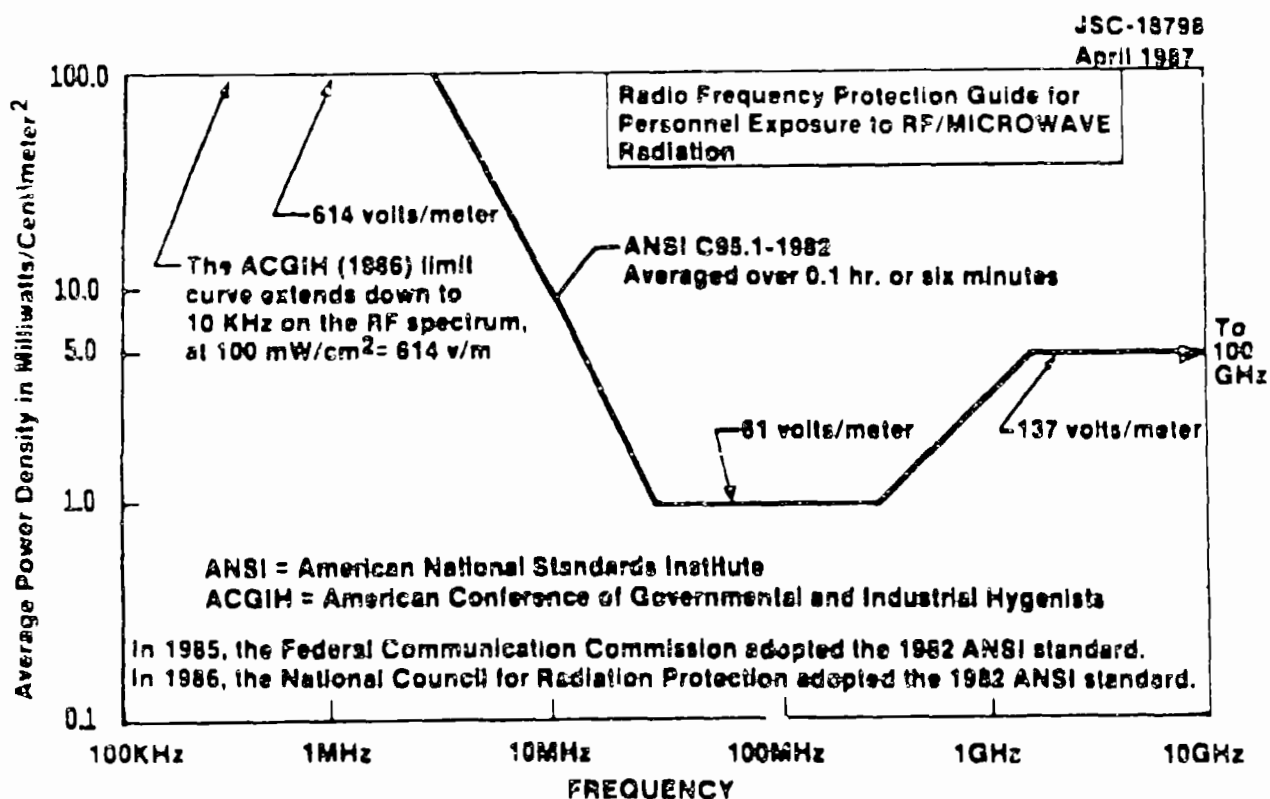 JSC-18798
April 1987
Radio Frequency Protection Guide for
Personnel Exposure to RF/MICROWAVE
Radiation
Average Power Density in Milliwatts/Centimeter²
100.0
10.0
5.0
1.0
0.1
614 volts/meter
The ACGIH (1986) limit
curve extends down to
10 KHz on the RF spectrum,
at 100 mW/cm²= 614 v/m
ANSI C95.1-1982
Averaged over 0.1 hr. or six minutes
To
100
GHz
61 volts/meter
137 volts/meter
ANSI = American National Standards Institute
ACGIH = American Conference of Governmental and Industrial Hygenists
In 1985, the Federal Communication Commission adopted the 1982 ANSI standard.
In 1986, the National Council for Radiation Protection adopted the 1982 ANSI standard.
100KHz
1MHz
10MHz
100MHz
1GHz
10GHz
FREQUENCY